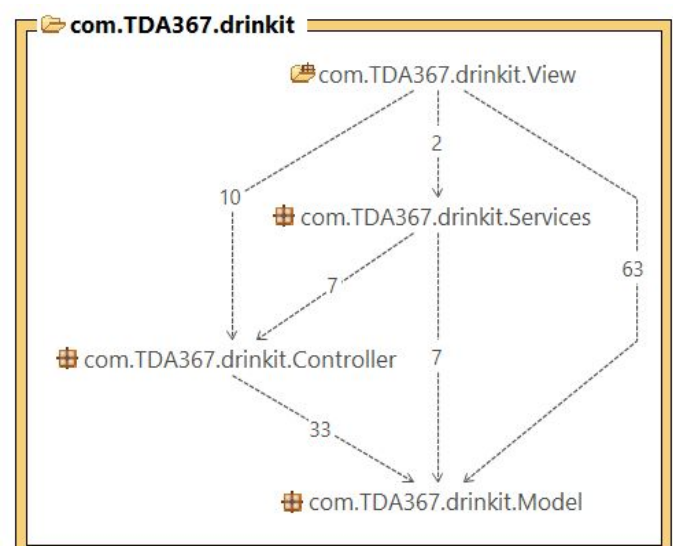 com.TDA367.drinkit
com.TDA367.drinkit.View
2
10
com.TDA367.drinkit.Services
63
7
com.TDA367.drinkit.Controller
7
33
com.TDA367.drinkit.Model